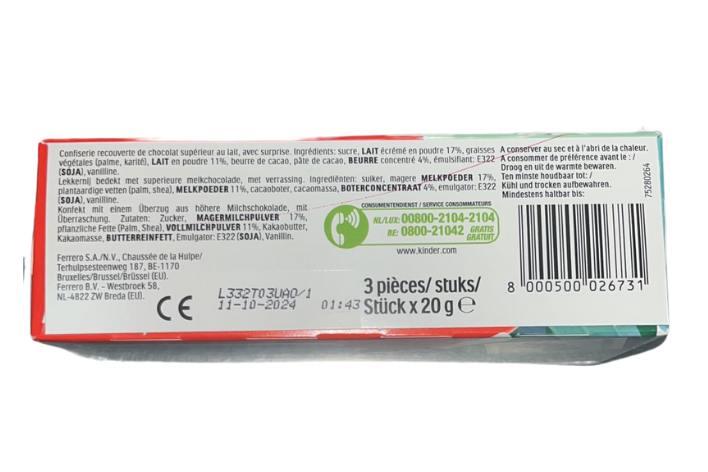 Confiserie recouverte de chocolat supérieur au lait, avec surprise. Ingrédients: sucre, LAIT écrémé en poudre 17%, graisses
végétales (palme, karité), LAIT en poudre 11%, beurre de cacao, pâte de cacao, BEURRE concentré 4%, émulsifiant: E322
(SOJA), vanilline.
Lekkernij bedekt met superieure melkchocolade, met verrassing. Ingrediënten: suiker, magere MELKPOEDER 17%,
plantaardige vetten (palm, shea), MELKPOEDER 11%, cacaoboter, cacaomassa, BOTERCONCENTRAAT 4%, emulgator: E322
(SOJA), vanilline.
Konfekt mit einem Überzug aus höhere Milchschokolade, mit
Überraschung. Zutaten: Zucker, MAGERMILCHPULVER 17%,
pflanzliche Fette (Palm, Shea), VOLLMILCHPULVER 11%, Kakaobutter,
Kakaomasse, BUTTERREINFETT, Emulgator: E322 (SOJA), Vanillin.
Ferrero S.A./N.V., Chaussée de la Hulpe/
Terhulpsesteenweg 187, BE-1170
Bruxelles/Brussel/Brüssel (EU).
Ferrero B.V. - Westbroek 58,
NL-4822 ZW Breda (EU).
CE
L332T03UAO/1
11-10-2024 01:43
CONSUMENTENDIENST / SERVICE CONSOMMATEURS
NL/LUX: 00800-2104-2104
BE: 0800-21042 GRATIS
GRATUIT
www.kinder.com
3 pièces/ stuks/
Stück x 20 g e
A conserver au sec et à l'abri de la chaleur.
A consommer de préférence avant le : /
Droog en uit de warmte bewaren.
Ten minste houdbaar tot: /
Kühl und trocken aufbewahren.
Mindestens haltbar bis:
75280264
8 000500 026731